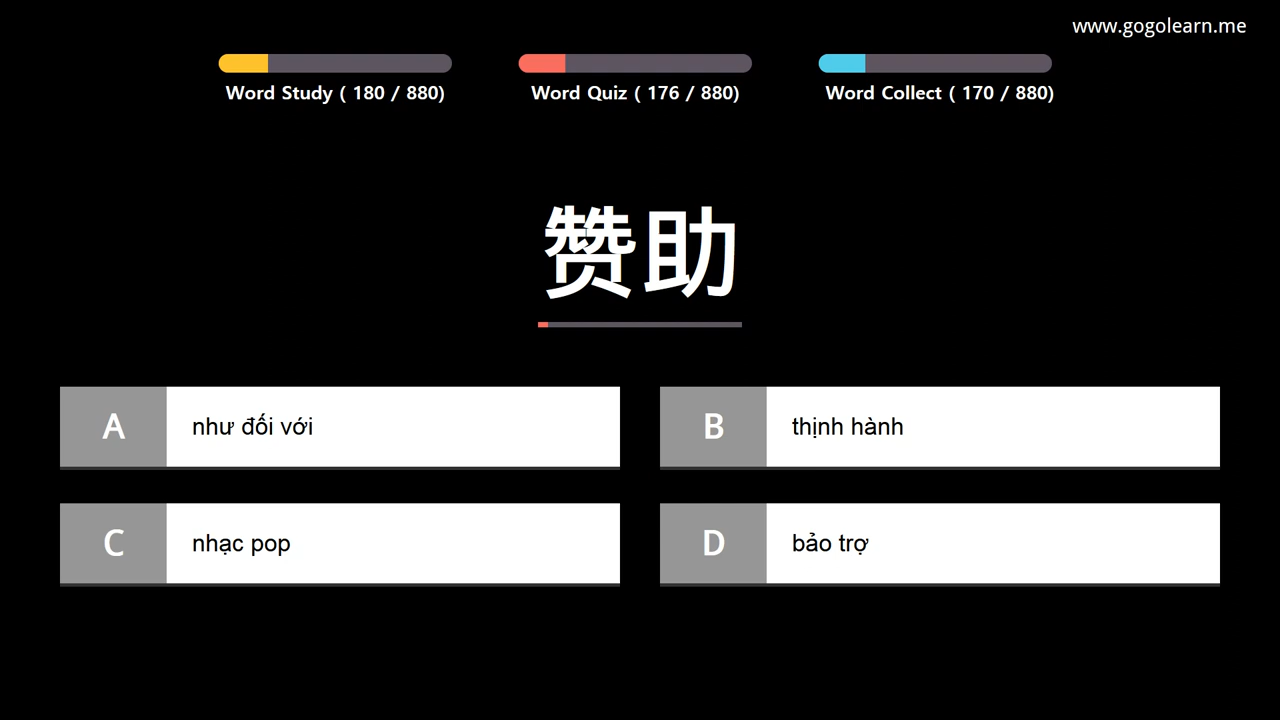 www.gogolearn.me
Word Study ( 180 / 880)
Word Quiz ( 176 / 880)
Word Collect ( 170 / 880)
赞助
A như đối với
B thịnh hành
C nhạc pop
D bảo trợ